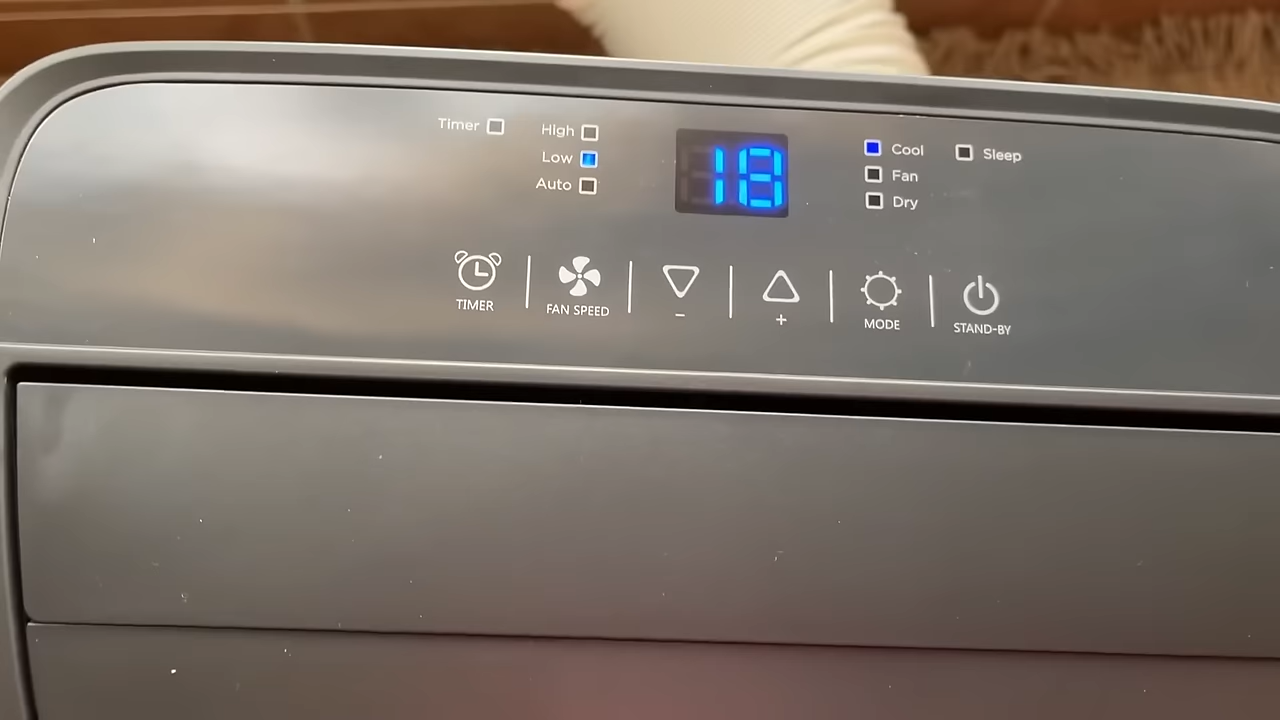 Timer High
Low
Auto
18
Cool Sleep
Fan
Dry
TIMER FAN SPEED - + MODE STAND-BY